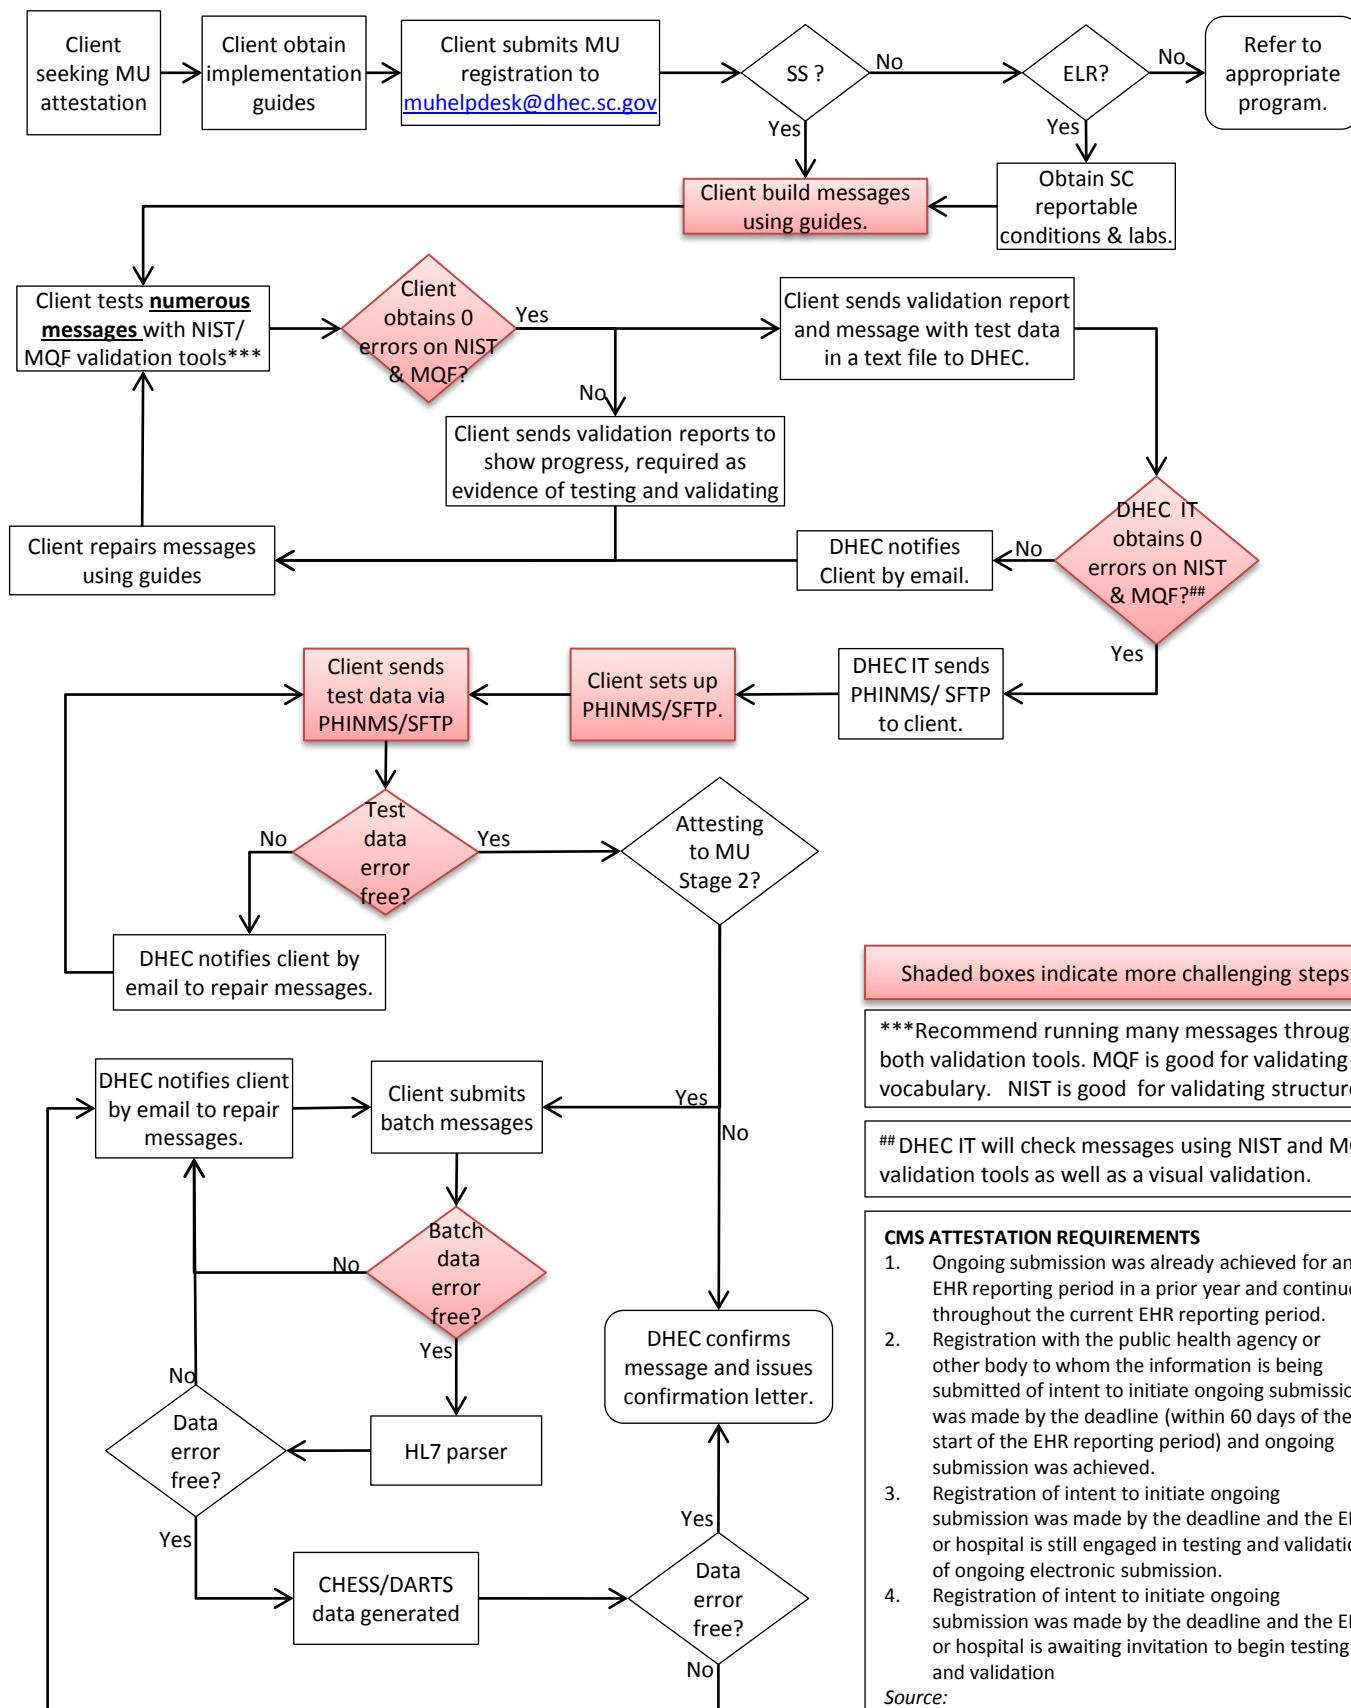 Client
seeking MU
attestation
Client obtain
implementation
guides
Client submits MU
registration to
muhelpdesk@dhec.sc.gov
SS ?
No
ELR?
No
Refer to
appropriate
program.
Yes
Yes
Client build messages
using guides.
Obtain SC
reportable
conditions & labs.
Client tests numerous
messages with NIST/
MQF validation tools***
Client
obtains 0
errors on NIST
& MQF?
Yes
No
Client sends validation report
and message with test data
in a text file to DHEC.
Client sends validation reports to
show progress, required as
evidence of testing and validating
DHEC IT
obtains 0
errors on NIST
& MQF?##
No
DHEC notifies
Client by email.
Client repairs messages
using guides
Yes
DHEC IT sends
PHINMS/ SFTP
to client.
Client sets up
PHINMS/SFTP.
Client sends
test data via
PHINMS/SFTP
Test
data
error
free?
No
Yes
Attesting
to MU
Stage 2?
DHEC notifies client by
email to repair messages.
Shaded boxes indicate more challenging steps
***Recommend running many messages through
both validation tools. MQF is good for validating
vocabulary. NIST is good for validating structure
## DHEC IT will check messages using NIST and
validation tools as well as a visual validation.
DHEC notifies client
by email to repair
messages.
Client submits
batch messages
Yes
No
Batch
data
error
free?
No
Yes
DHEC confirms
message and issues
confirmation letter.
No
Data
error
free?
HL7 parser
Yes
CHESS/DARTS
data generated
Yes
Data
error
free?
No
CMS ATTESTATION REQUIREMENTS
1. Ongoing submission was already achieved for an
EHR reporting period in a prior year and continue
throughout the current EHR reporting period.
2. Registration with the public health agency or
other body to whom the information is being
submitted of intent to initiate ongoing submission
was made by the deadline (within 60 days of the
start of the EHR reporting period) and ongoing
submission was achieved.
3. Registration of intent to initiate ongoing
submission was made by the deadline and the
or hospital is still engaged in testing and validation
of ongoing electronic submission.
4. Registration of intent to initiate ongoing
submission was made by the deadline and the
or hospital is awaiting invitation to begin testing
and validation
Source: